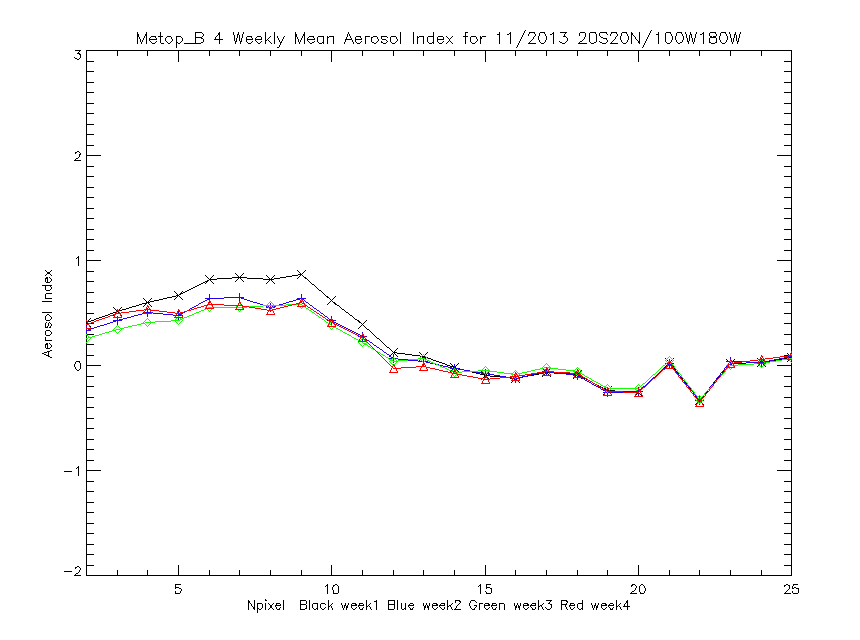 Metop_B 4 Weekly Mean Aerosol Index for 11/2013 20S20N/100W180W
3
2
1
0
-1
-2
Aerosol Index
5 10 15 20 25
Npixel Black week1 Blue week2 Green week3 Red week4